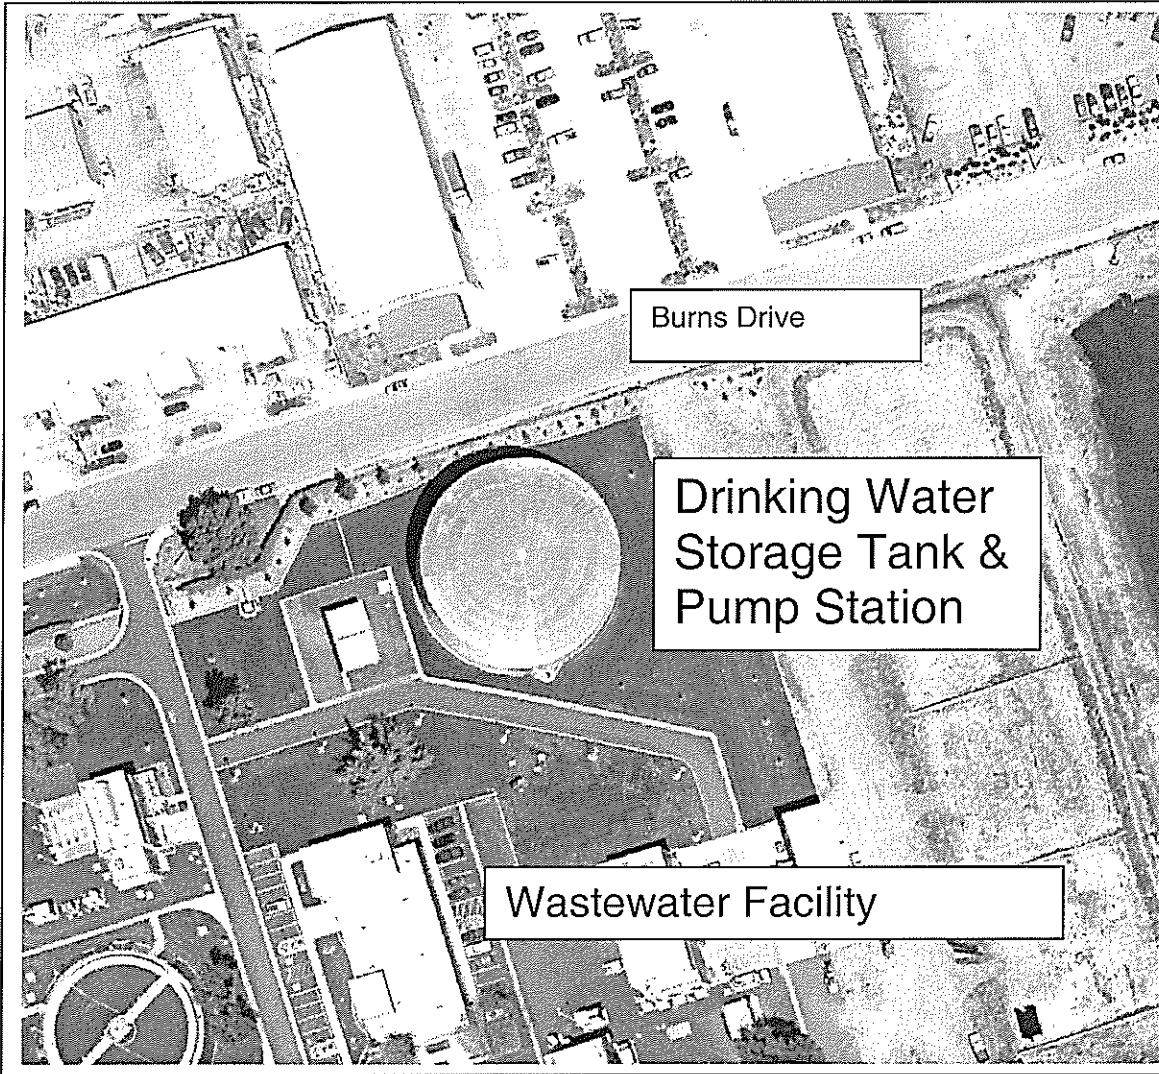 Burns Drive
Drinking Water
Storage Tank &
Pump Station
Wastewater Facility